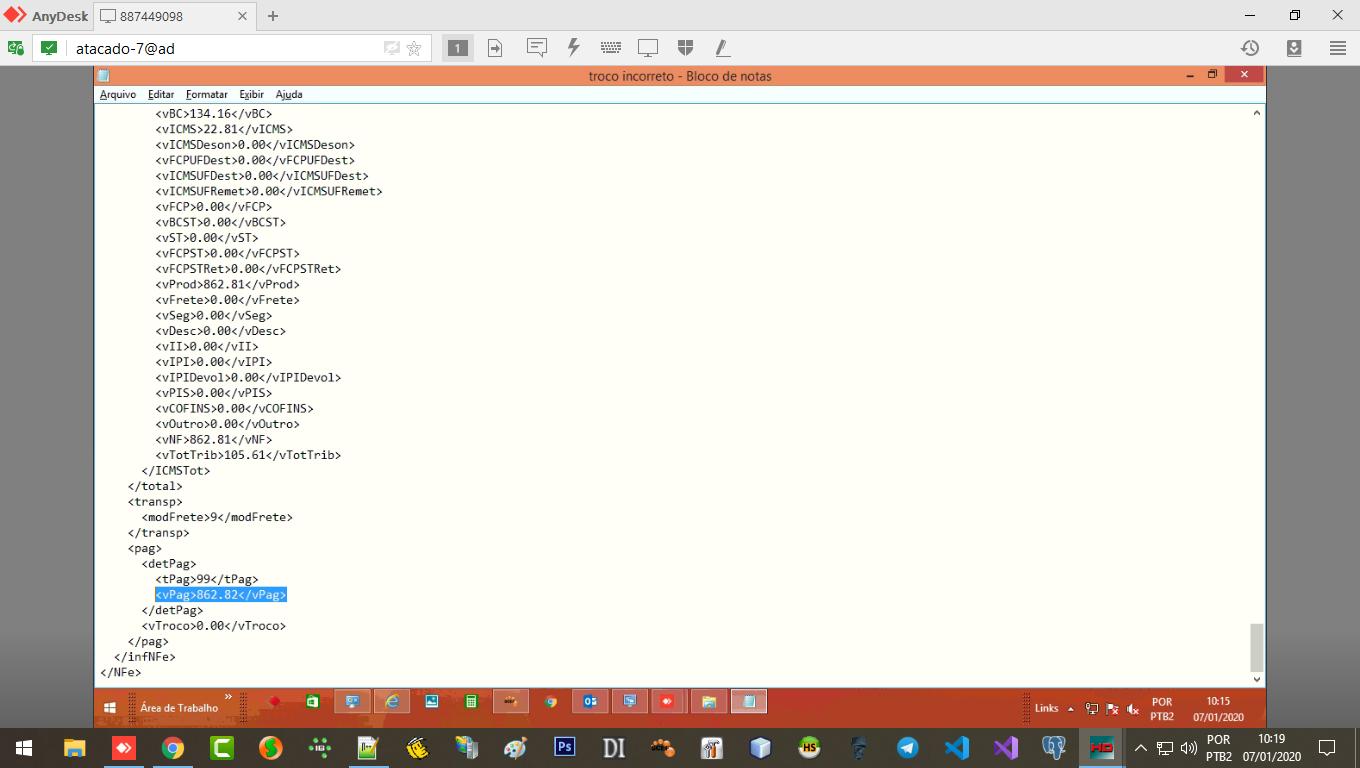 AnyDesk
887449098
atacado-7@ad
1
troco incorreto - Bloco de notas
Arquivo Editar Formatar Exibir Ajuda
<vBC>134.16</vBC>
<vICMS>22.81</vICMS>
<vICMSDeson>0.00</vICMSDeson>
<vFCPUFDest>0.00</vFCPUFDest>
<vICMSUFDest>0.00</vICMSUFDest>
<vICMSUFRemet>0.00</vICMSUFRemet>
<vFCP>0.00</vFCP>
<vBCST>0.00</vBCST>
<vST>0.00</vST>
<vFCPST>0.00</vFCPST>
<vFCPSTRet>0.00</vFCPSTRet>
<vProd>862.81</vProd>
<vFrete>0.00</vFrete>
<vSeg>0.00</vSeg>
<vDesc>0.00</vDesc>
<vII>0.00</vII>
<vIPI>0.00</vIPI>
<vIPIDevol>0.00</vIPIDevol>
<vPIS>0.00</vPIS>
<vCOFINS>0.00</vCOFINS>
<vOutro>0.00</vOutro>
<vNF>862.81</vNF>
<vTotTrib>105.61</vTotTrib>
</ICMSTot>
</total>
<transp>
<modFrete>9</modFrete>
</transp>
<pag>
<detPag>
<tPag>99</tPag>
<vPag>862.82</vPag>
</detPag>
<vTroco>0.00</vTroco>
</pag>
</infNFe>
</NFe>
Área de Trabalho
Links
POR
PTB2
10:15
07/01/2020
Ps
DI
HS
HD
POR
PTB2
10:19
07/01/2020